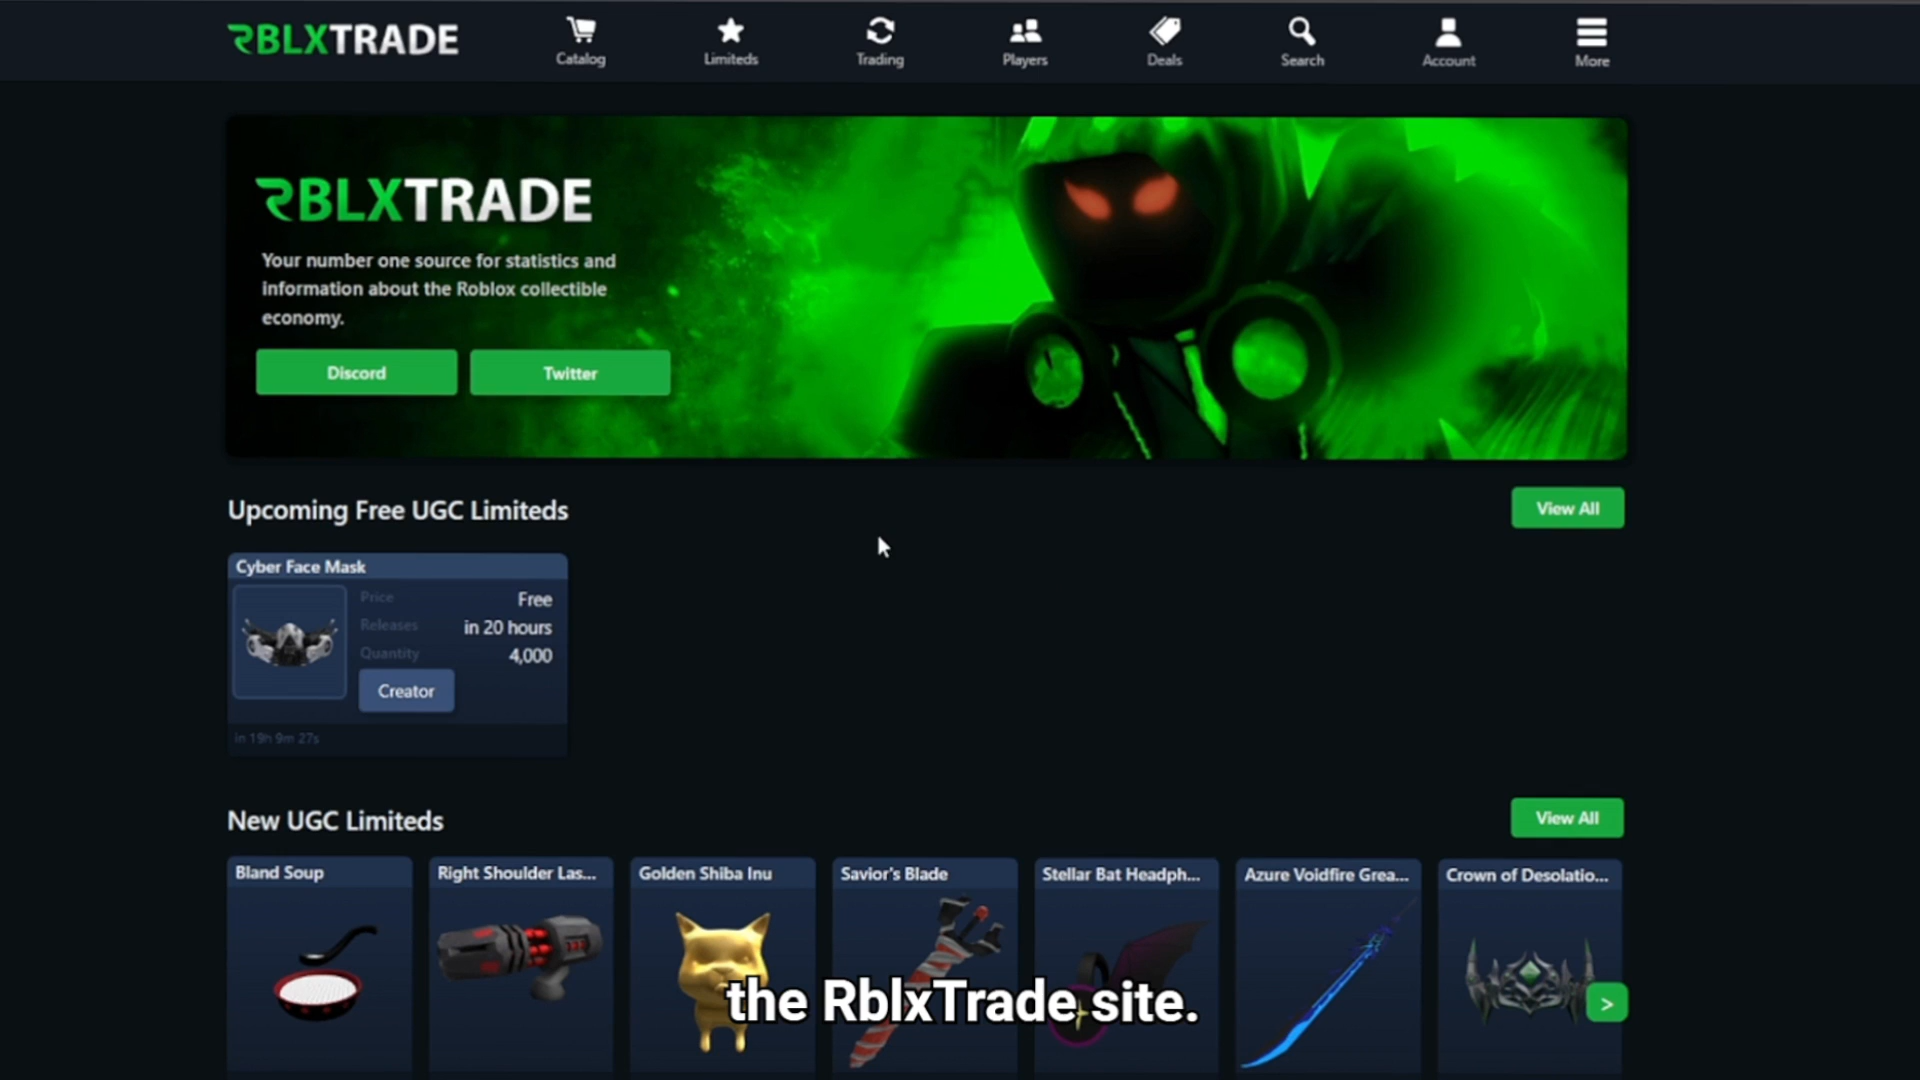 RBLXTRADE
Catalog
Limiteds
Trading
Players
Deals
Search
Account
More
RBLXTRADE
Your number one source for statistics and
information about the Roblox collectible
economy.
Discord
Twitter
Upcoming Free UGC Limiteds
View All
Cyber Face Mask
Price
Free
Releases
in 20 hours
Quantity
4,000
Creator
in 19h 9m 27s
New UGC Limiteds
View All
Bland Soup
Right Shoulder Las...
Golden Shiba Inu
Savior's Blade
Stellar Bat Headph...
Azure Voidfire Grea...
Crown of Desolatio...
>
the RblxTrade site.